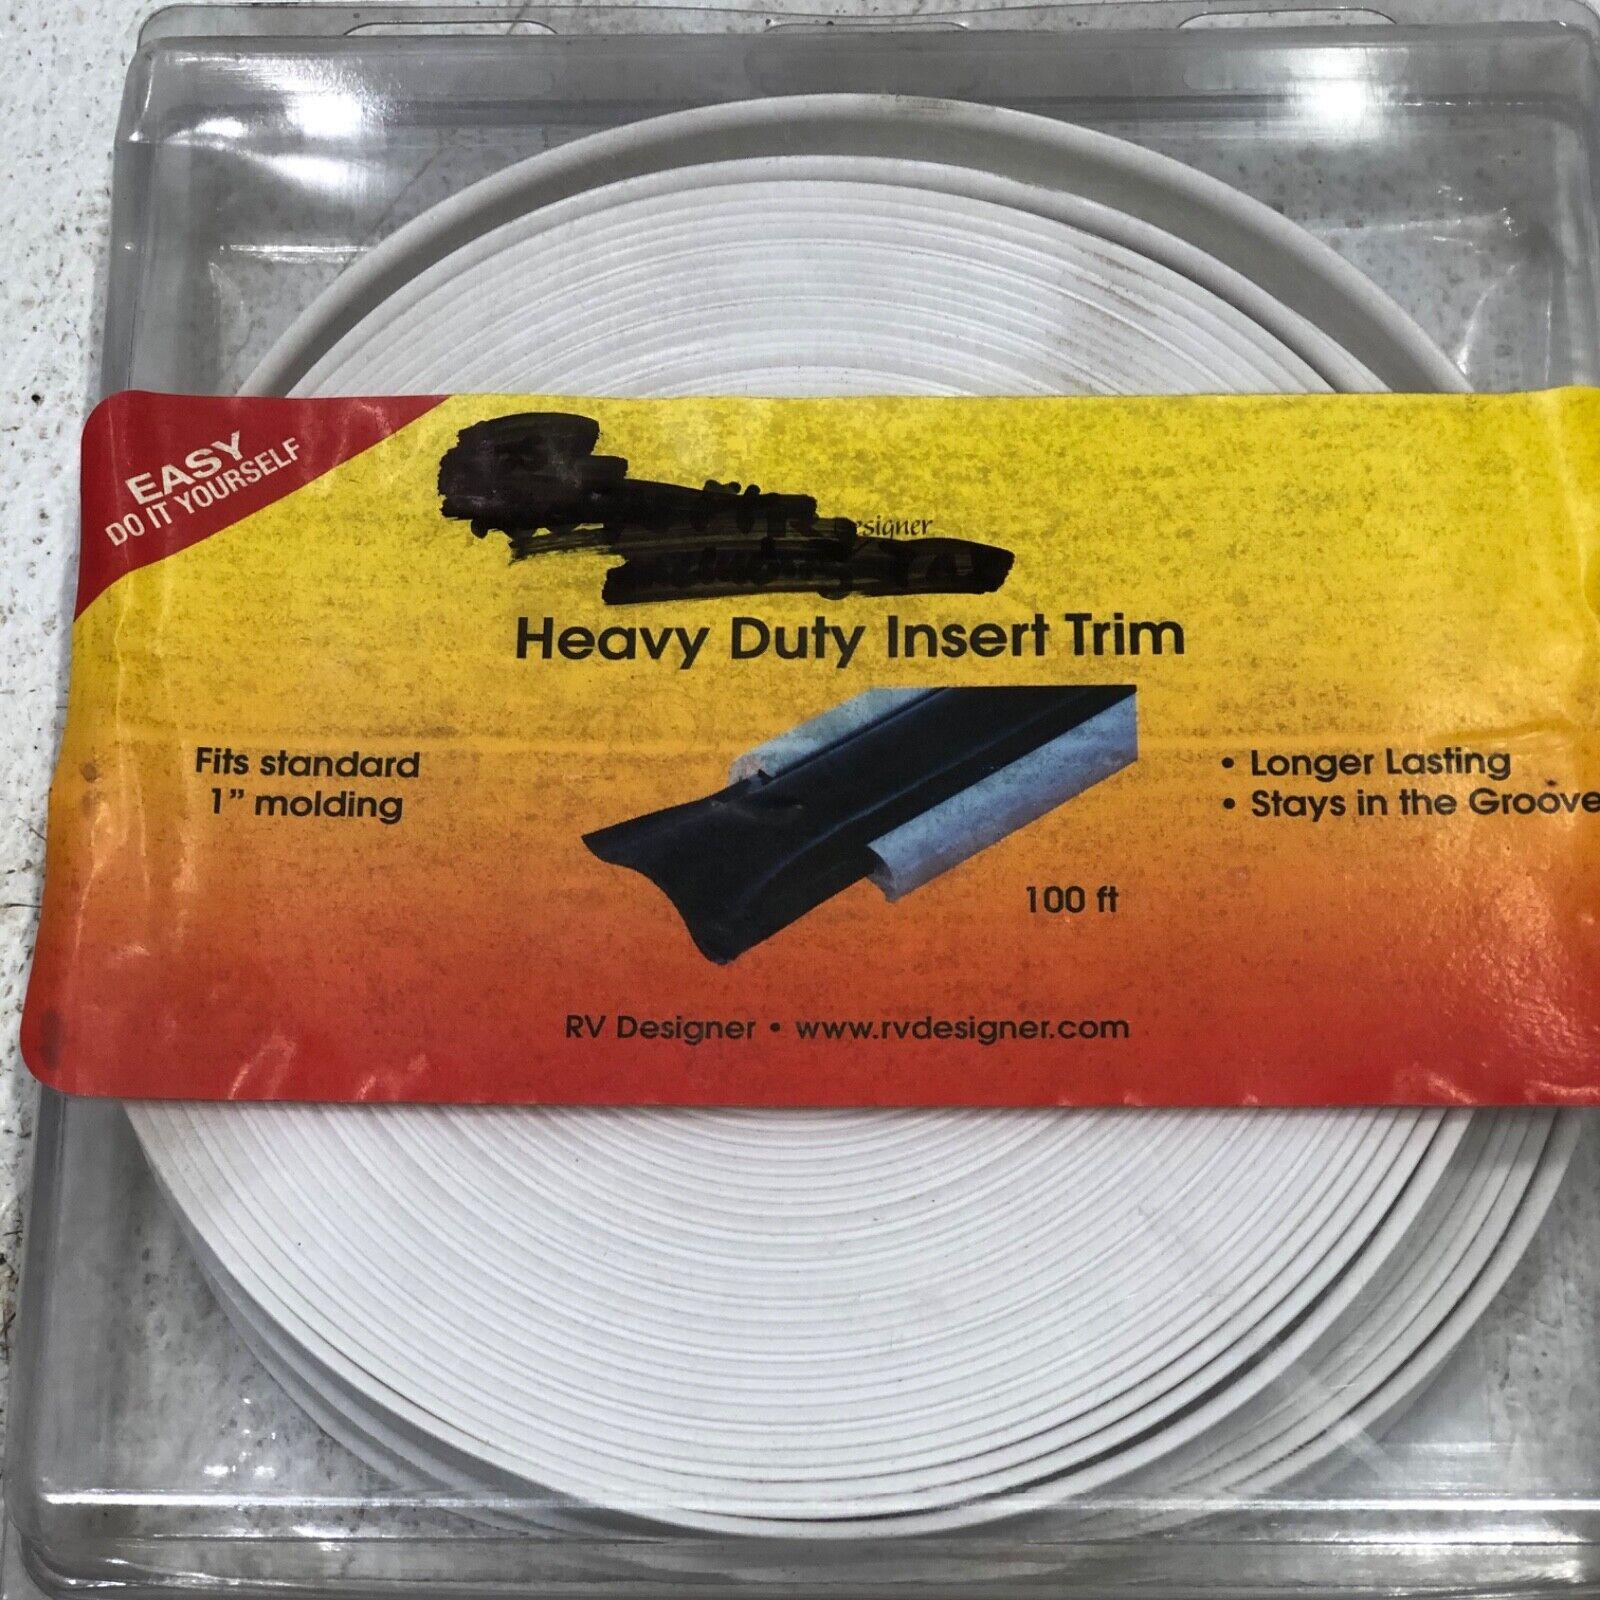 EASY
DO IT YOURSELF
Heavy Duty Insert Trim
Fits standard
1” molding
• Longer Lasting
• Stays in the Groove
100 ft
RV Designer • www.rvdesigner.com